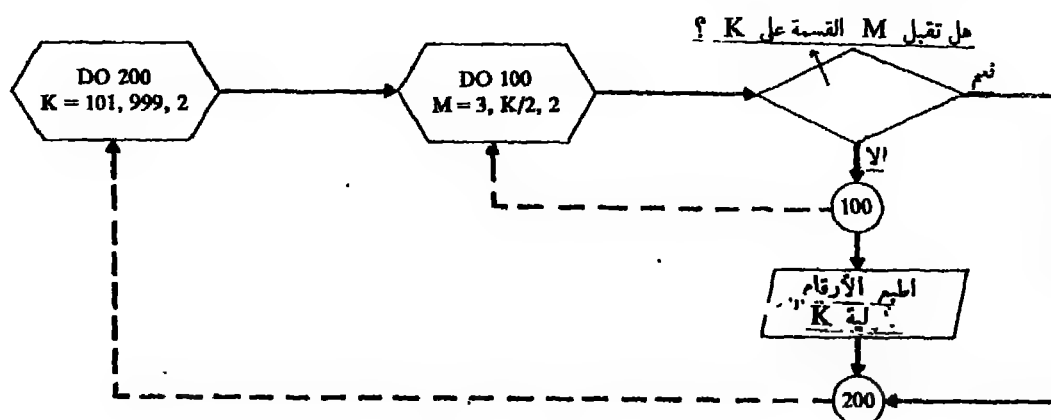 هل تقبل M القسمة على K ؟
DO 200
K = 101, 999, 2
DO 100
M = 3, K/2, 2
نعم
الا
100
اطبع الأرقام
K
200